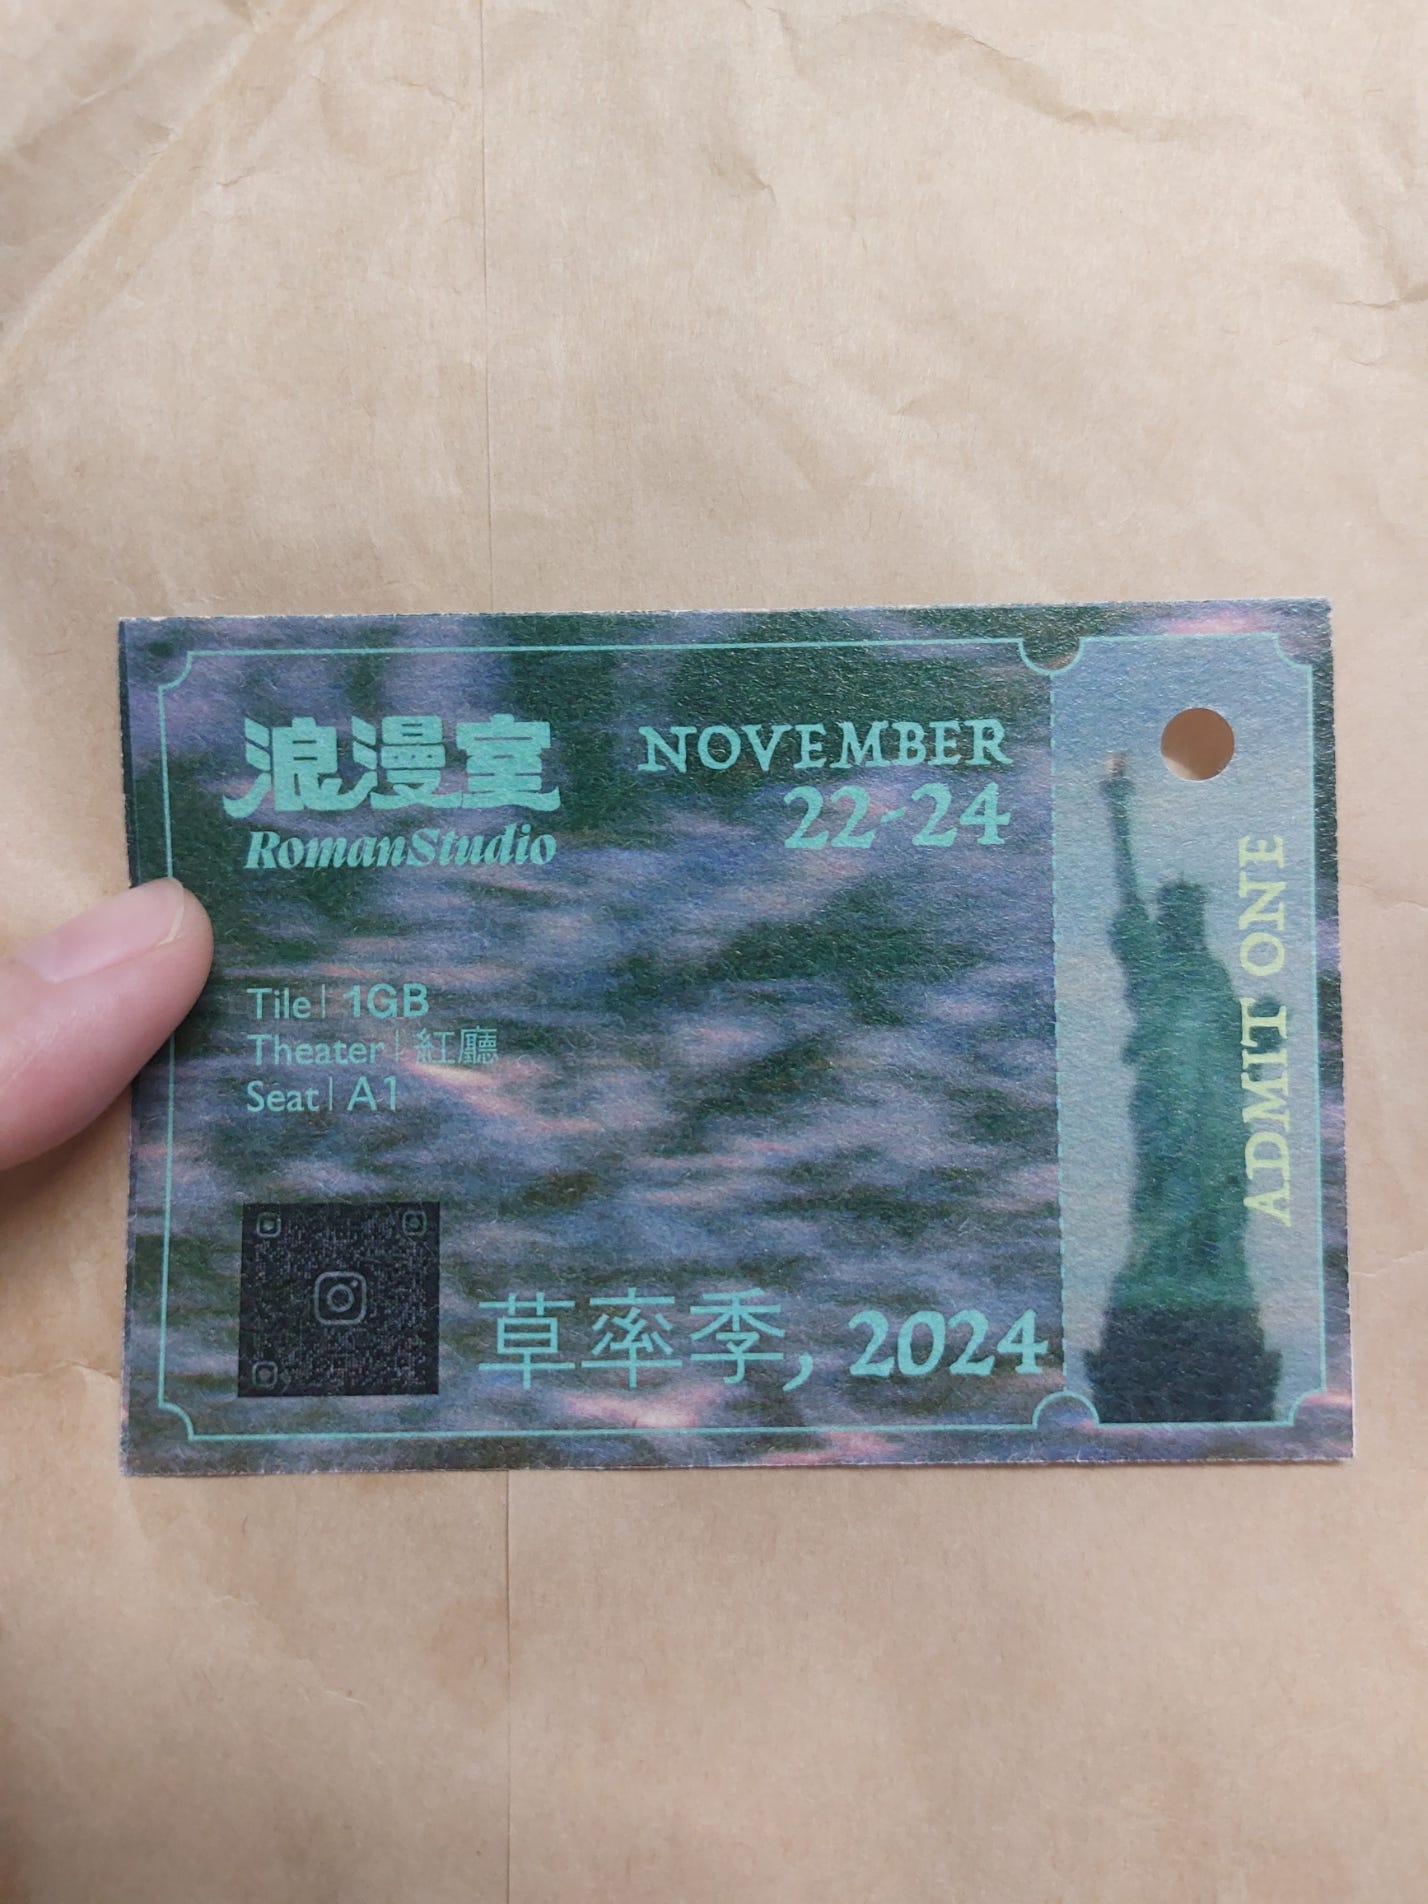 浪漫室
RomanStudio
NOVEMBER
22-24
Tile | 1GB
Theater | 紅廳
Seat | A1
草率季, 2024
ADMIT ONE